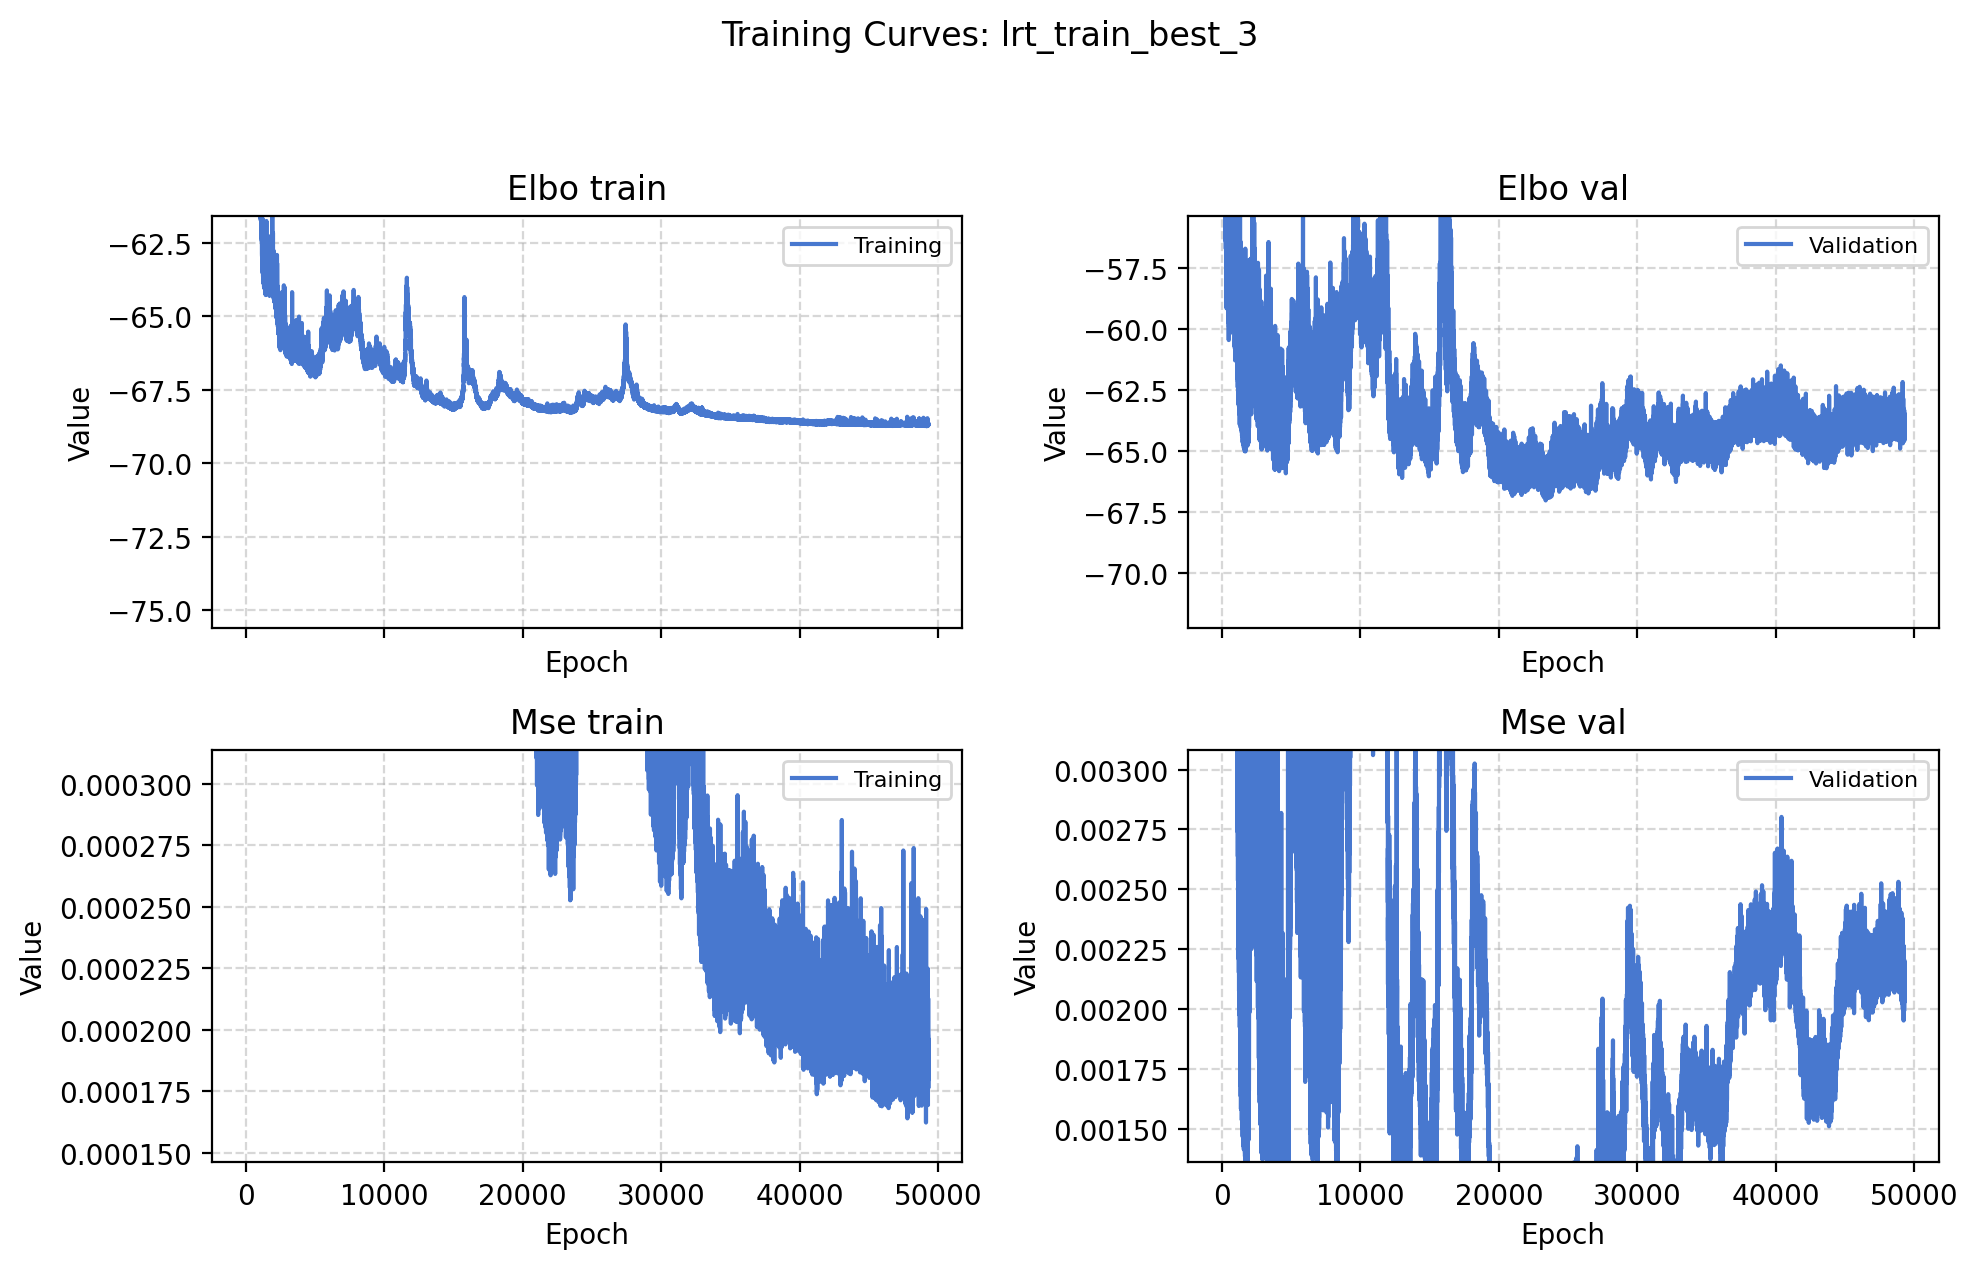 Training Curves: lrt_train_best_3
Elbo train
Value
−62.5
−65.0
−67.5
−70.0
−72.5
−75.0
Training
Epoch
Elbo val
Value
−57.5
−60.0
−62.5
−65.0
−67.5
−70.0
Validation
Epoch
Mse train
Value
0.000300
0.000275
0.000250
0.000225
0.000200
0.000175
0.000150
Training
0 10000 20000 30000 40000 50000
Epoch
Mse val
Value
0.00300
0.00275
0.00250
0.00225
0.00200
0.00175
0.00150
Validation
0 10000 20000 30000 40000 50000
Epoch